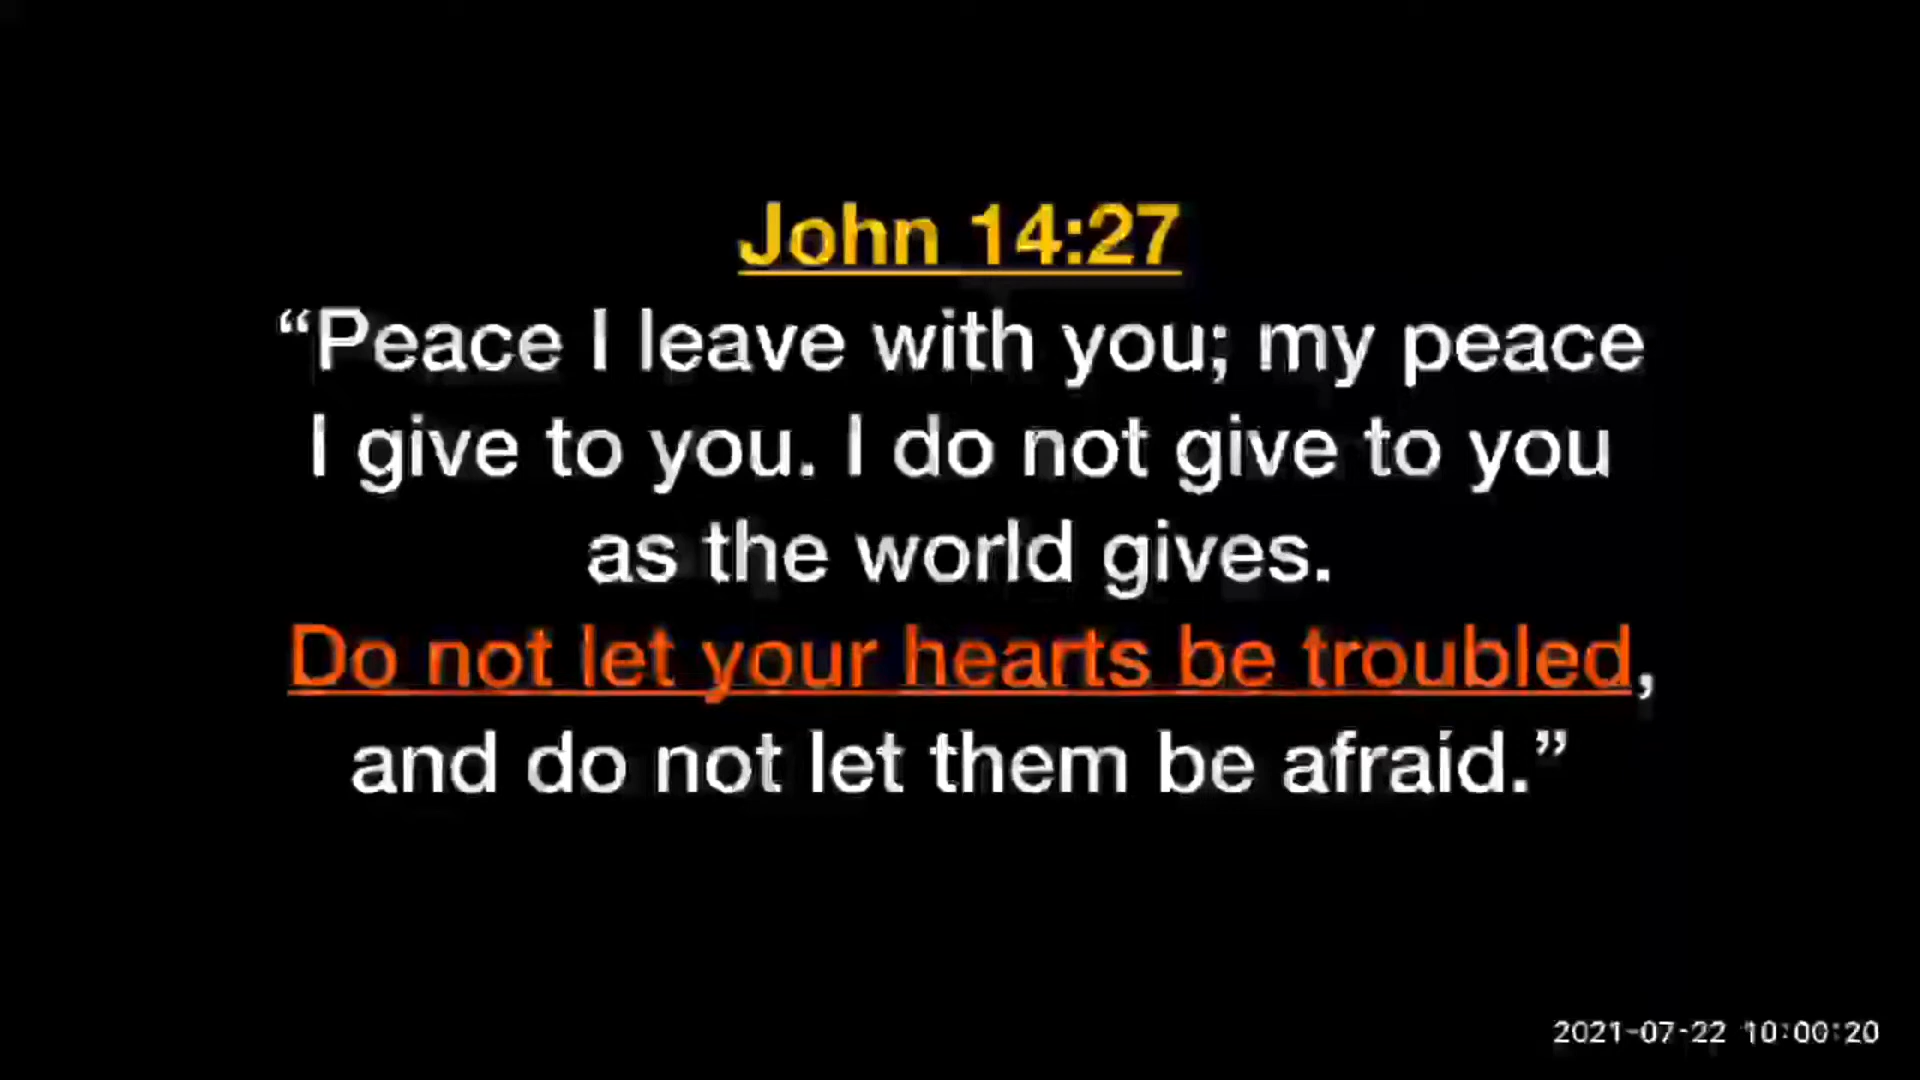 John 14:27
“Peace I leave with you; my peace
I give to you. I do not give to you
as the world gives.
Do not let your hearts be troubled,
and do not let them be afraid.”
2021-07-22 10:00:20